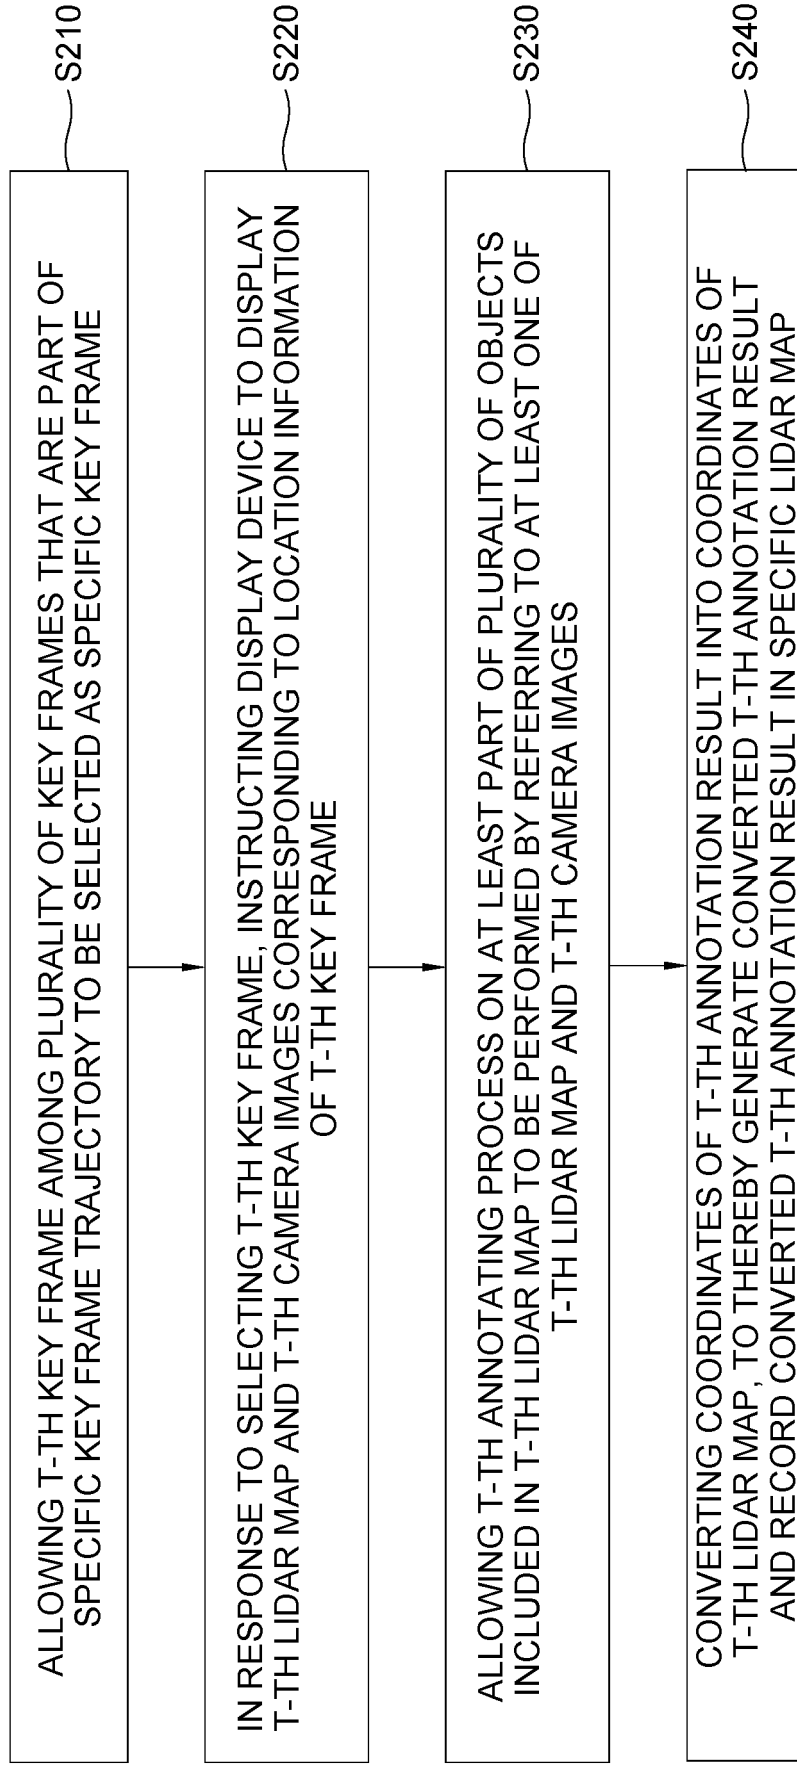 ALLOWING T-TH KEY FRAME AMONG PLURALITY OF KEY FRAMES THAT ARE PART OF
SPECIFIC KEY FRAME TRAJECTORY TO BE SELECTED AS SPECIFIC KEY FRAME
S210
IN RESPONSE TO SELECTING T-TH KEY FRAME, INSTRUCTING DISPLAY DEVICE TO DISPLAY
T-TH LIDAR MAP AND T-TH CAMERA IMAGES CORRESPONDING TO LOCATION INFORMATION
OF T-TH KEY FRAME
S220
ALLOWING T-TH ANNOTATING PROCESS ON AT LEAST PART OF PLURALITY OF OBJECTS
INCLUDED IN T-TH LIDAR MAP TO BE PERFORMED BY REFERRING TO AT LEAST ONE OF
T-TH LIDAR MAP AND T-TH CAMERA IMAGES
S230
CONVERTING COORDINATES OF T-TH ANNOTATION RESULT INTO COORDINATES OF
T-TH LIDAR MAP, TO THEREBY GENERATE CONVERTED T-TH ANNOTATION RESULT
AND RECORD CONVERTED T-TH ANNOTATION RESULT IN SPECIFIC LIDAR MAP
S240